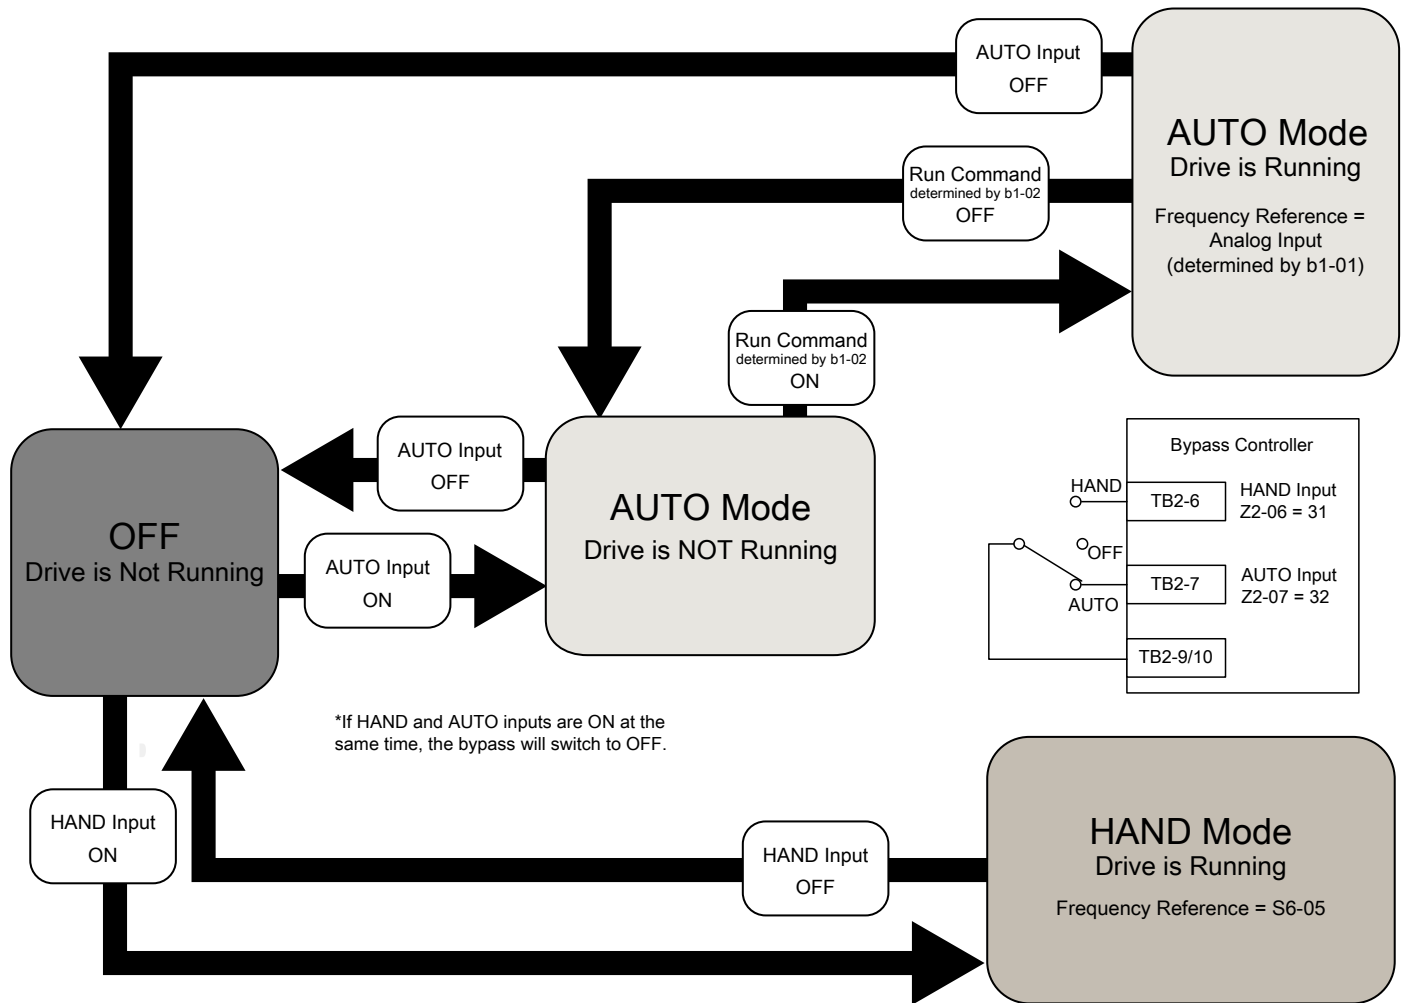 AUTO Input
OFF
AUTO Mode
Drive is Running
Frequency Reference =
Analog Input
(determined by b1-01)
Run Command
determined by b1-02
OFF
Run Command
determined by b1-02
ON
AUTO Input
OFF
AUTO Mode
Drive is NOT Running
OFF
Drive is Not Running
AUTO Input
ON
Bypass Controller
HAND
TB2-6
HAND Input
Z2-06 = 31
OFF
AUTO
TB2-7
AUTO Input
Z2-07 = 32
TB2-9/10
*If HAND and AUTO inputs are ON at the
same time, the bypass will switch to OFF.
HAND Input
ON
HAND Input
OFF
HAND Mode
Drive is Running
Frequency Reference = S6-05